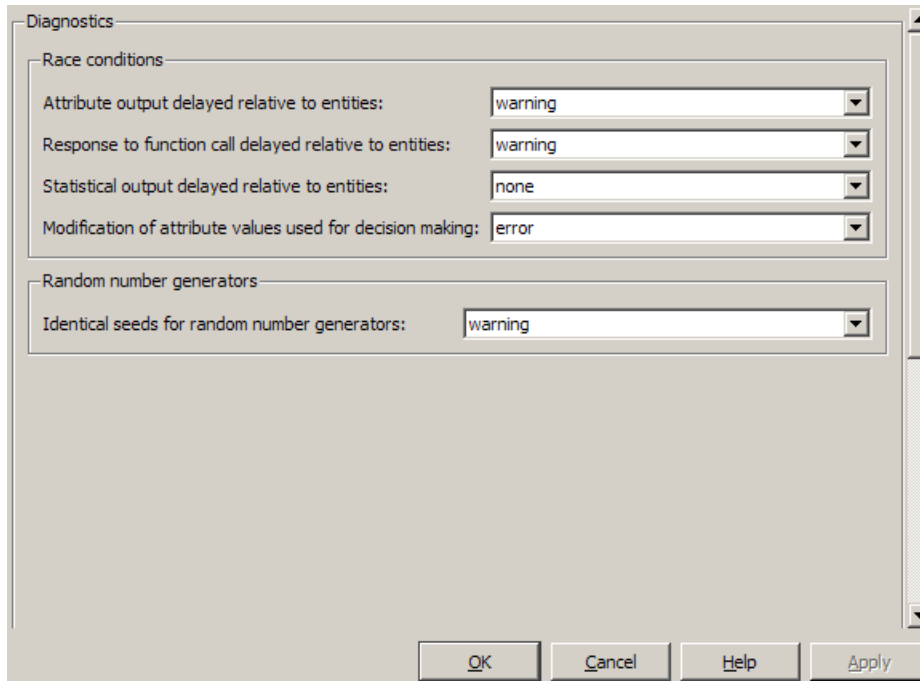 Diagnostics
Race conditions
Attribute output delayed relative to entities: warning
Response to function call delayed relative to entities: warning
Statistical output delayed relative to entities: none
Modification of attribute values used for decision making: error
Random number generators
Identical seeds for random number generators: warning
OK Cancel Help Apply